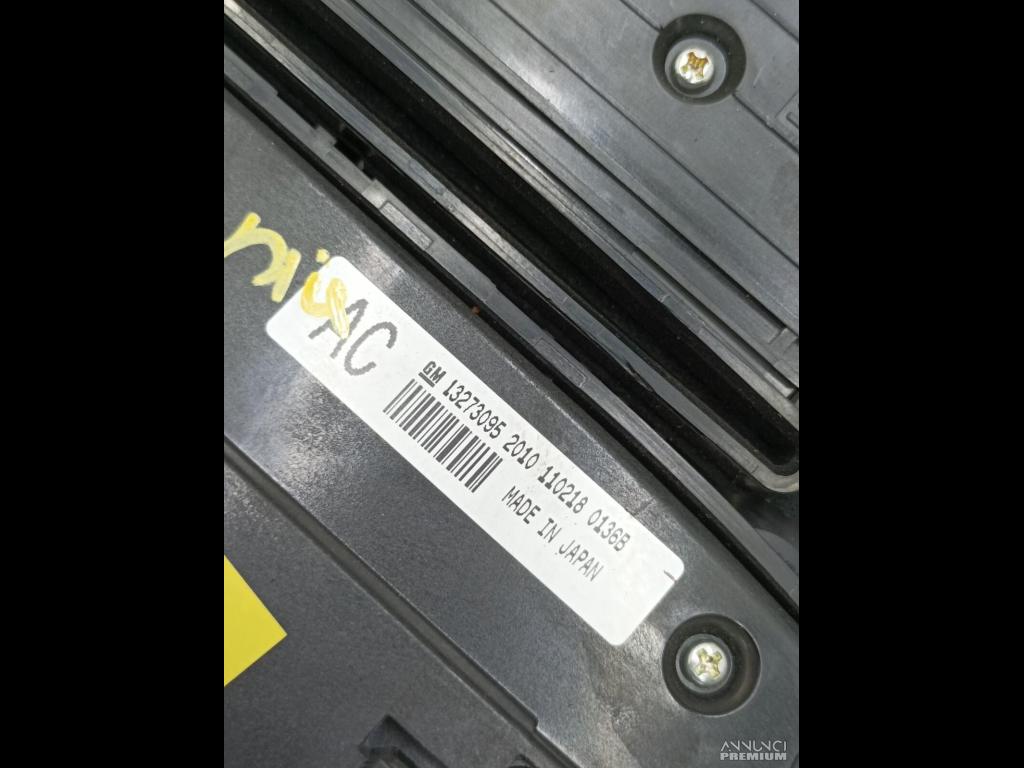 AC
GM 13273095 2010 110218 0136B
MADE IN JAPAN
ANNUNCI
PREMIUM